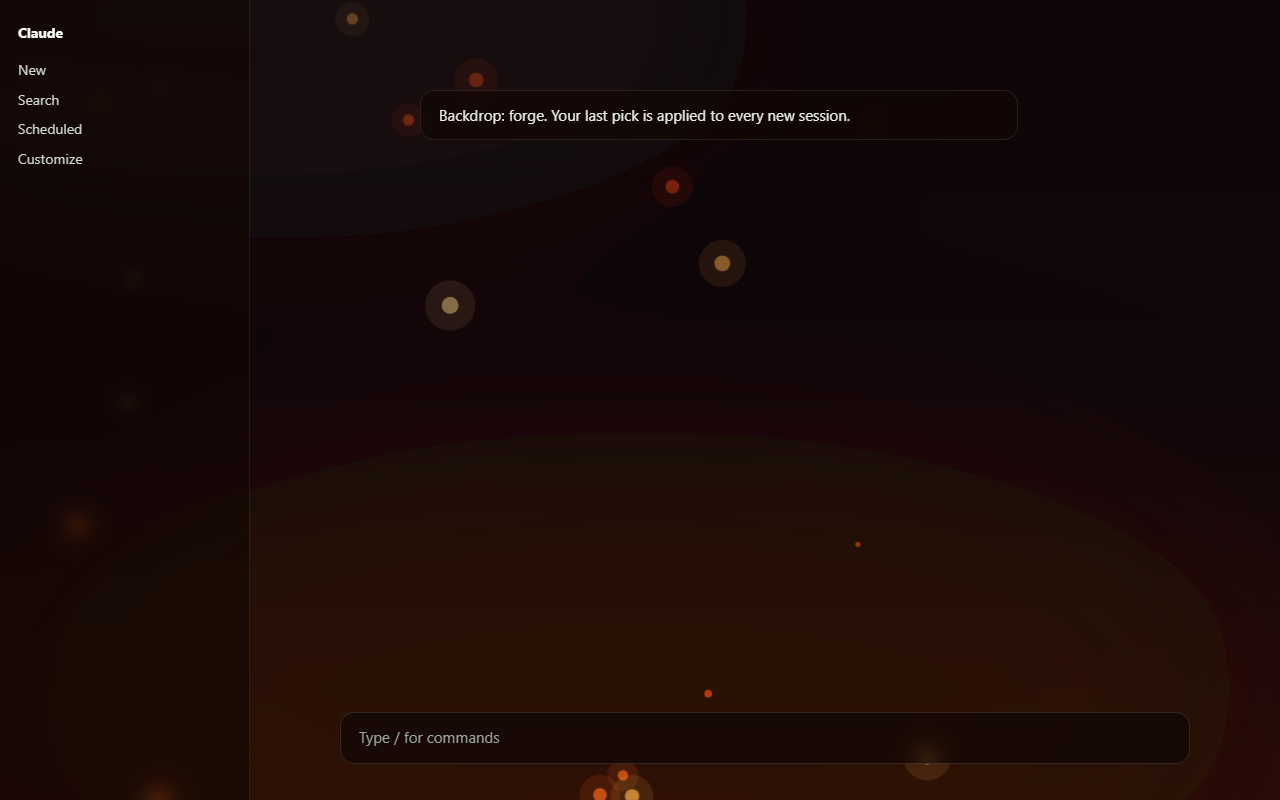 Claude
New
Search
Scheduled
Customize
Backdrop: forge. Your last pick is applied to every new session.
Type / for commands